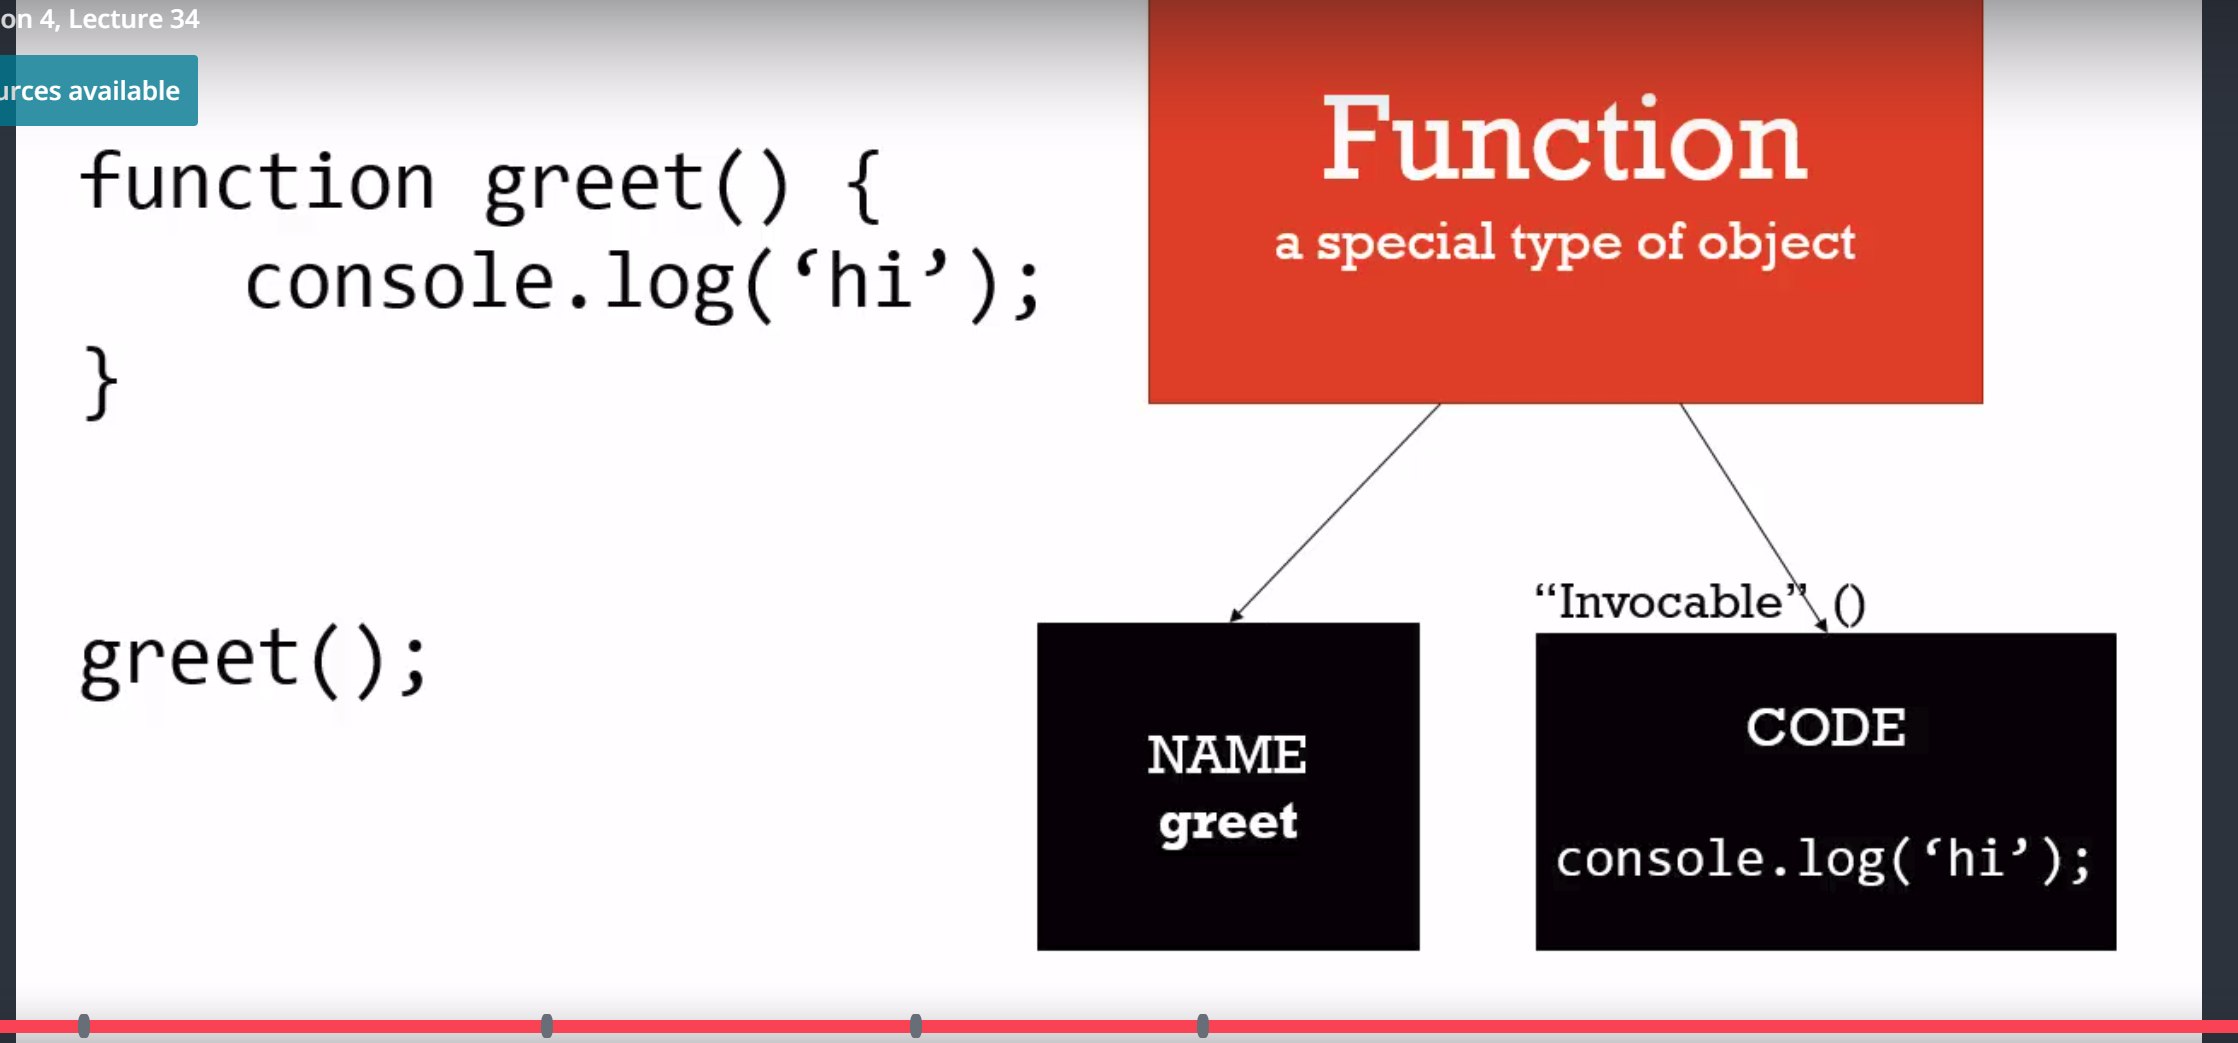 on 4, Lecture 34
urces available
function greet() {
console.log(‘hi’);
}
greet();
Function
a special type of object
“Invocable” ()
NAME
greet
CODE
console.log(‘hi’);